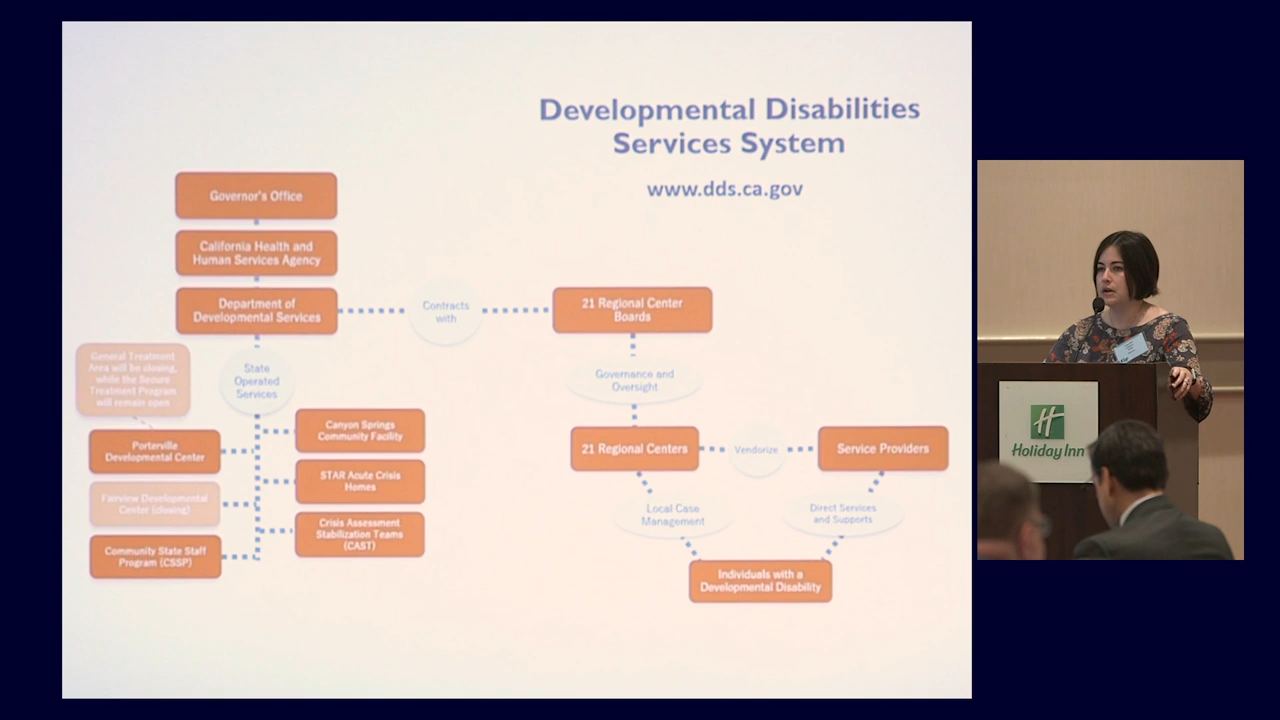 Developmental Disabilities
Services System
www.dds.ca.gov
Governor's Office
California Health and
Human Services Agency
Department of
Developmental Services
Contracts
with
21 Regional Center
Boards
General Treatment
Area will be closing,
while the Secure
Treatment Program
will remain open
State
Operated
Services
Governance and
Oversight
Porterville
Developmental Center
Canyon Springs
Community Facility
21 Regional Centers
Vendorize
Service Providers
Fairview Developmental
Center (closing)
STAR Acute Crisis
Homes
Local Case
Management
Direct Services
and Supports
Community State Staff
Program (CSSP)
Crisis Assessment
Stabilization Teams
(CAST)
Individuals with a
Developmental Disability
H
Holiday Inn